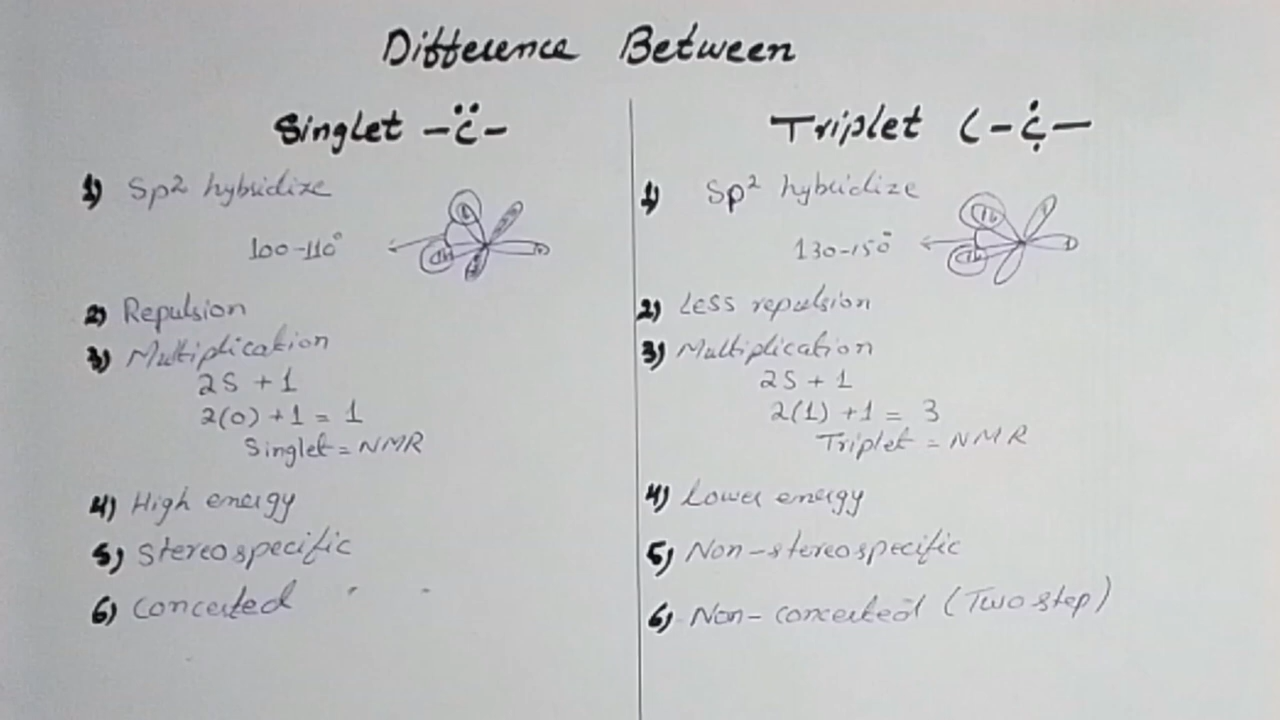 Difference Between
Singlet -C̈-
1) Sp² hybridize
100-110°
2) Repulsion
3) Multiplication
2S + 1
2(0) +1 = 1
Singlet = NMR
4) High energy
5) Stereospecific
6) Concerted
Triplet (-Ċ̣-
1) Sp² hybridize
130-150°
2) Less repulsion
3) Multiplication
2S + 1
2(1) +1 = 3
Triplet = NMR
4) Lower energy
5) Non-stereospecific
6) Non-concerted (Two step)